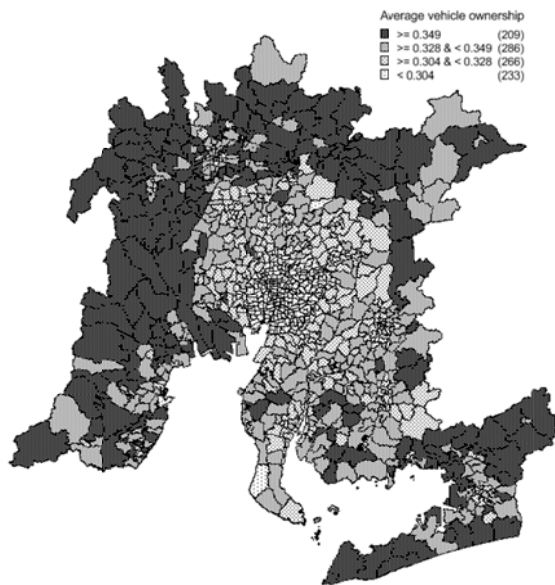 Average vehicle ownership
>= 0.349 (209)
>= 0.328 & < 0.349 (286)
>= 0.304 & < 0.328 (266)
< 0.304 (233)